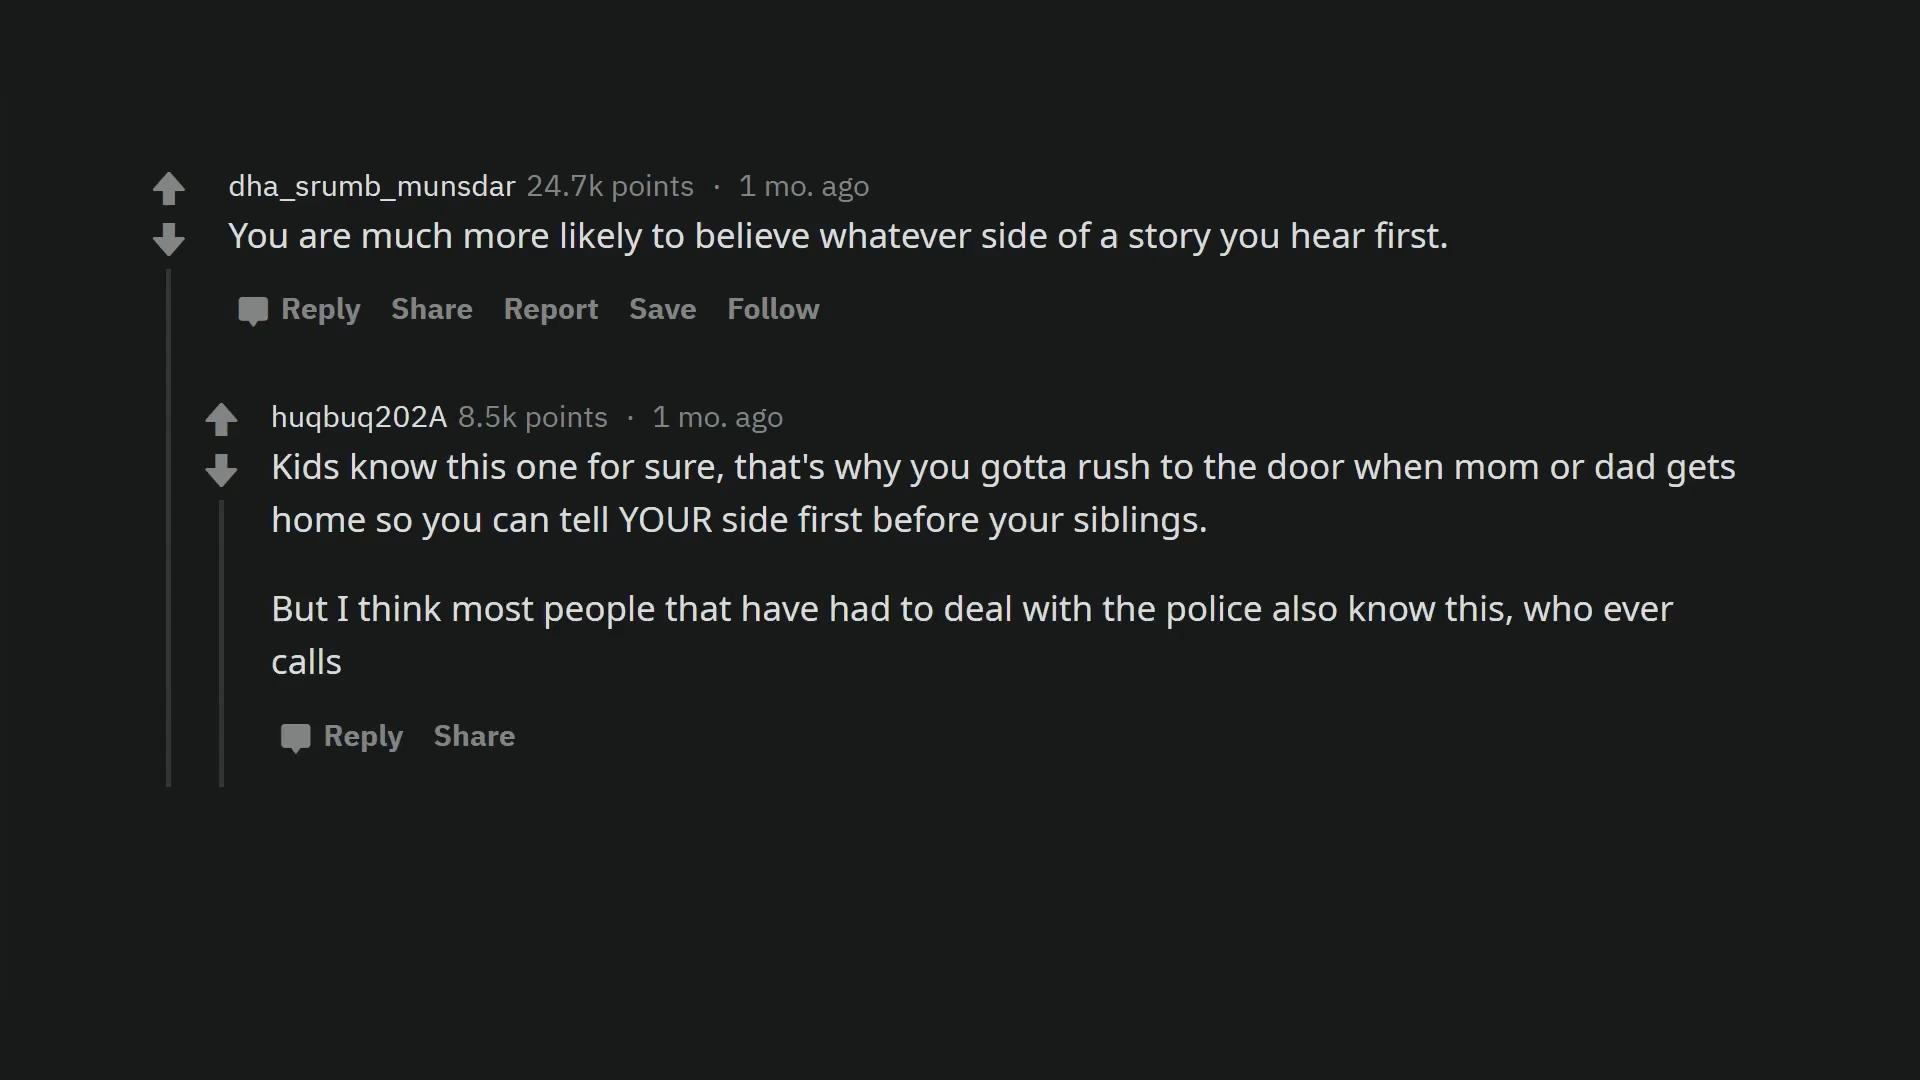 dha_srumb_munsdar 24.7k points · 1 mo. ago
You are much more likely to believe whatever side of a story you hear first.
Reply Share Report Save Follow
huqbuq202A 8.5k points · 1 mo. ago
Kids know this one for sure, that's why you gotta rush to the door when mom or dad gets
home so you can tell YOUR side first before your siblings.
But I think most people that have had to deal with the police also know this, who ever
calls
Reply Share